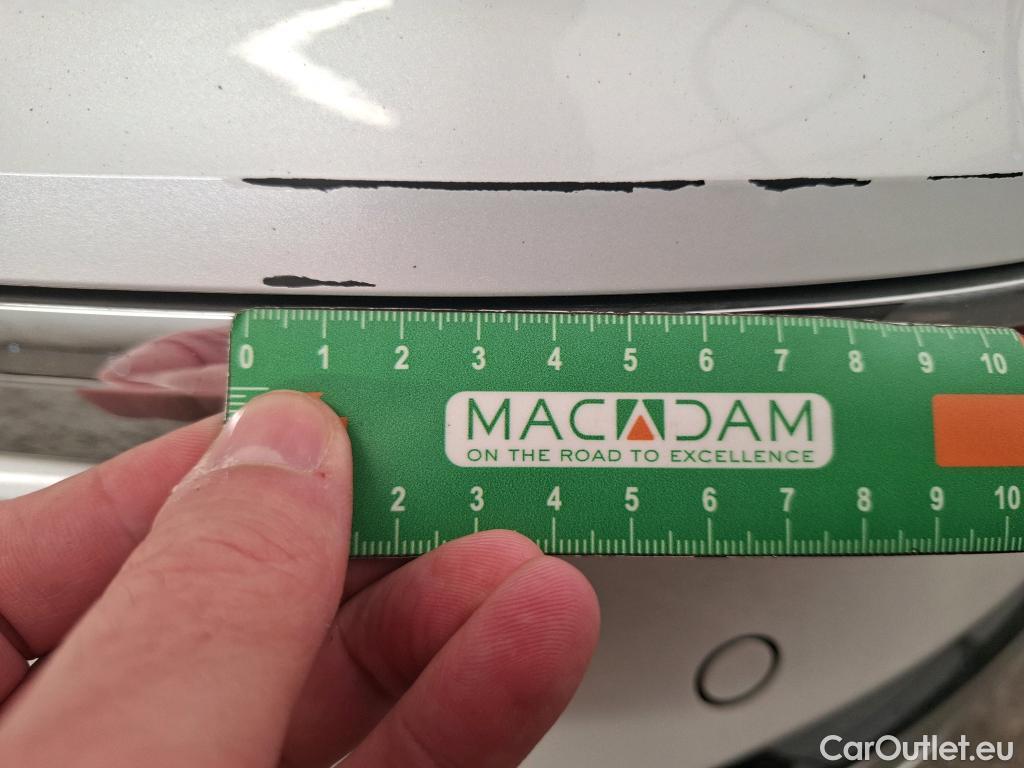 0 1 2 3 4 5 6 7 8 9 10
MACADAM
ON THE ROAD TO EXCELLENCE
2 3 4 5 6 7 8 9 10
CarOutlet.eu